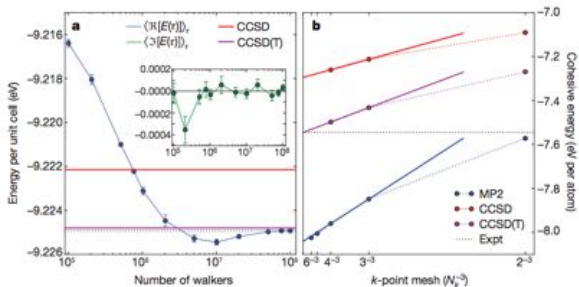 a
⟨ℜ[E(r)]⟩r
⟨ℑ[E(r)]⟩r
CCSD
CCSD(T)
Energy per unit cell (eV)
-9.216
-9.218
-9.220
-9.222
-9.224
-9.226
0.0002
0.0000
-0.0002
-0.0004
10⁵ 10⁶ 10⁷ 10⁸
10⁵ 10⁶ 10⁷ 10⁸
Number of walkers
b
-7.0
-7.2
-7.4
-7.6
-7.8
-8.0
Cohesive energy (eV per atom)
MP2
CCSD
CCSD(T)
Expt
6⁻³ 4⁻³ 3⁻³ 2⁻³
k-point mesh (Nₖ⁻³)